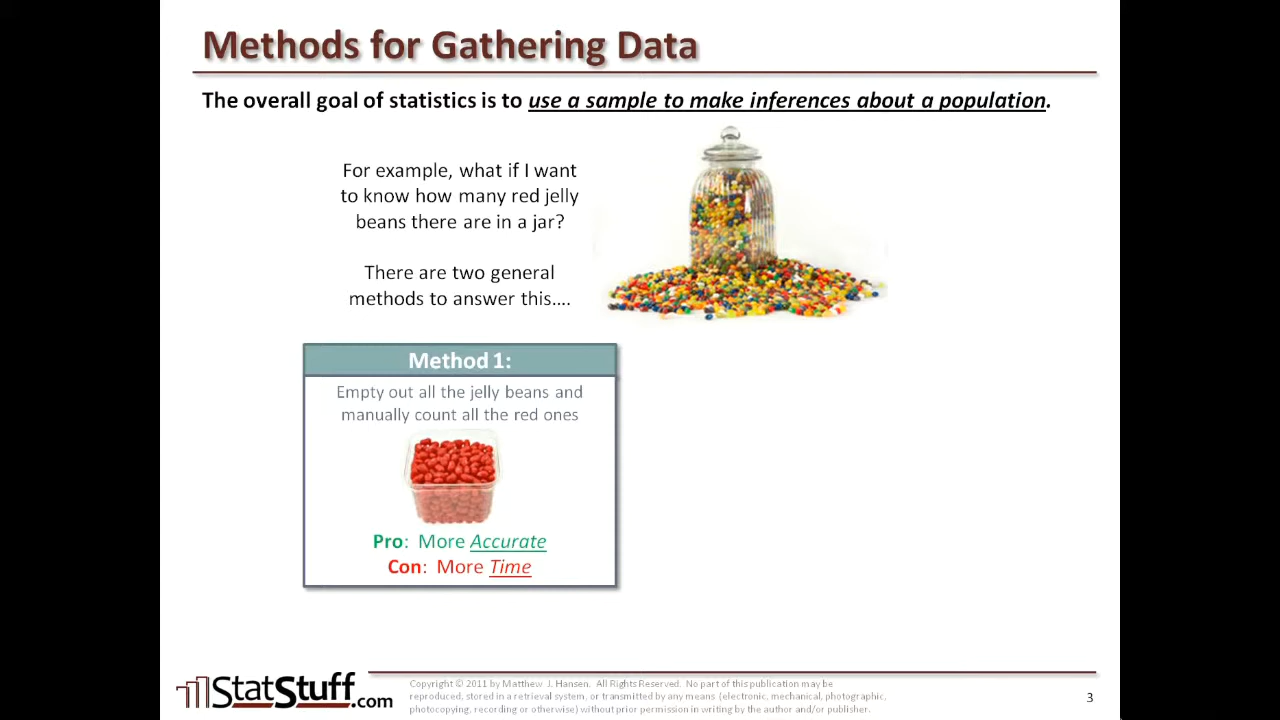 Methods for Gathering Data
The overall goal of statistics is to use a sample to make inferences about a population.
For example, what if I want
to know how many red jelly
beans there are in a jar?
There are two general
methods to answer this....
Method 1:
Empty out all the jelly beans and
manually count all the red ones
Pro: More Accurate
Con: More Time
StatStuff.com
Copyright © 2011 by Matthew J. Hansen. All Rights Reserved. No part of this publication may be
reproduced, stored in a retrieval system, or transmitted by any means (electronic, mechanical, photographic,
photocopying, recording or otherwise) without prior permission in writing by the author and/or publisher.
3